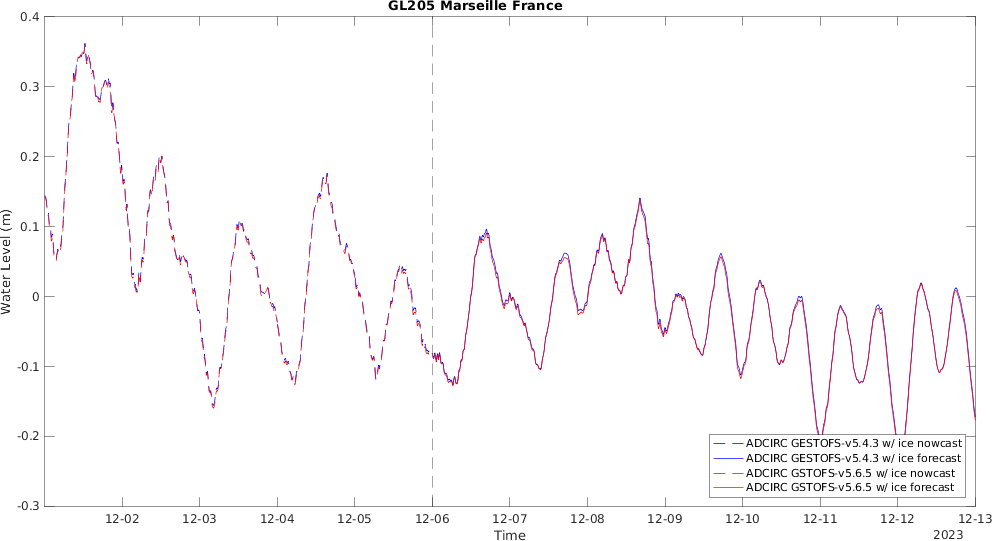 GL205 Marseille France
0.4
0.3
0.2
0.1
0
-0.1
-0.2
-0.3
Water Level (m)
ADCIRC GESTOFS-v5.4.3 w/ ice nowcast
ADCIRC GESTOFS-v5.4.3 w/ ice forecast
ADCIRC GSTOFS-v5.6.5 w/ ice nowcast
ADCIRC GSTOFS-v5.6.5 w/ ice forecast
12-02 12-03 12-04 12-05 12-06 12-07 12-08 12-09 12-10 12-11 12-12 12-13
Time
2023